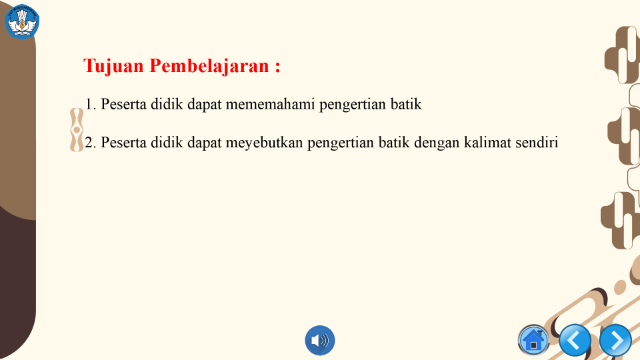 Tujuan Pembelajaran :
1. Peserta didik dapat mememahami pengertian batik
2. Peserta didik dapat meyebutkan pengertian batik dengan kalimat sendiri